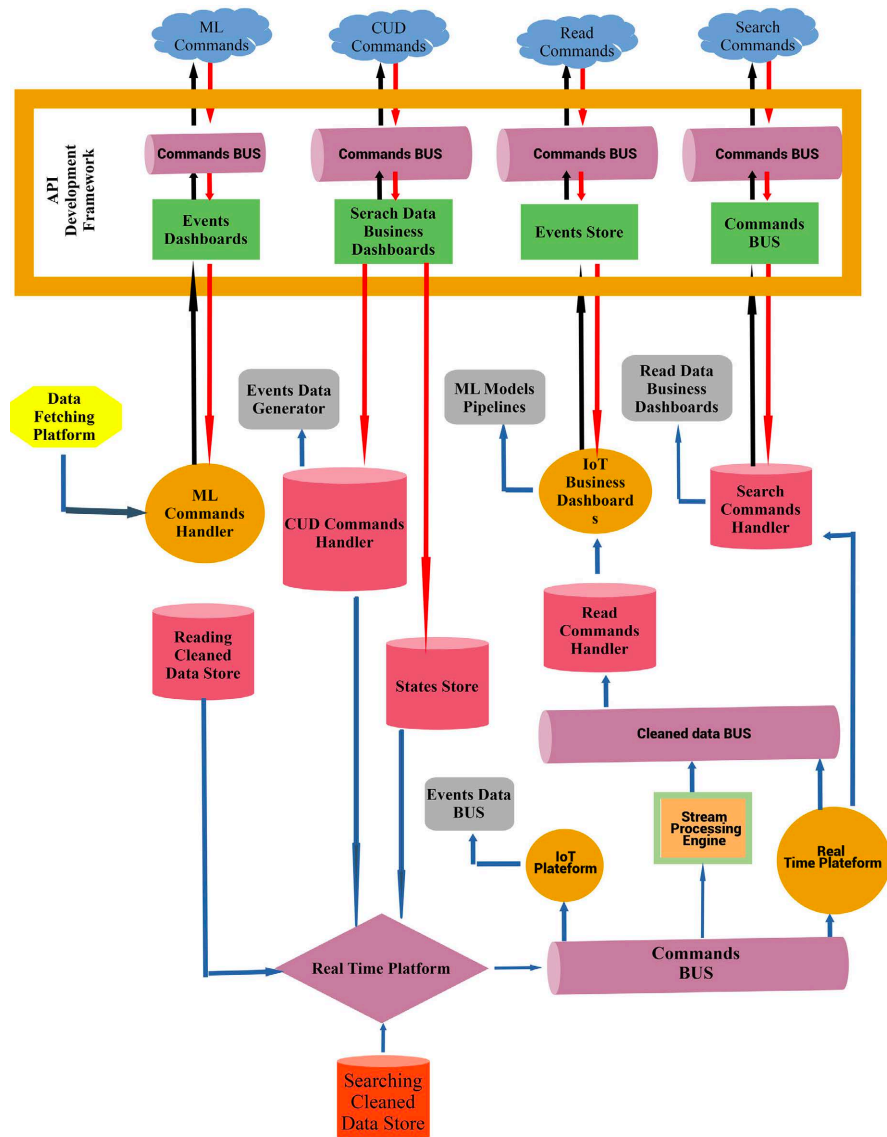 ML
Commands
CUD
Commands
Read
Commands
Search
Commands
API
Development
Framework
Commands BUS
Commands BUS
Commands BUS
Commands BUS
Events
Dashboards
Serach Data
Business
Dashboards
Events Store
Commands
BUS
Data
Fetching
Platform
Events Data
Generator
ML Models
Pipelines
Read Data
Business
Dashboards
ML
Commands
Handler
CUD Commands
Handler
IoT
Business
Dashboard
s
Search
Commands
Handler
Reading
Cleaned
Data Store
States Store
Read
Commands
Handler
Cleaned data BUS
Events Data
BUS
IoT
Plateform
Stream
Processing
Engine
Real
Time Plateform
Real Time Platform
Commands
BUS
Searching
Cleaned
Data Store